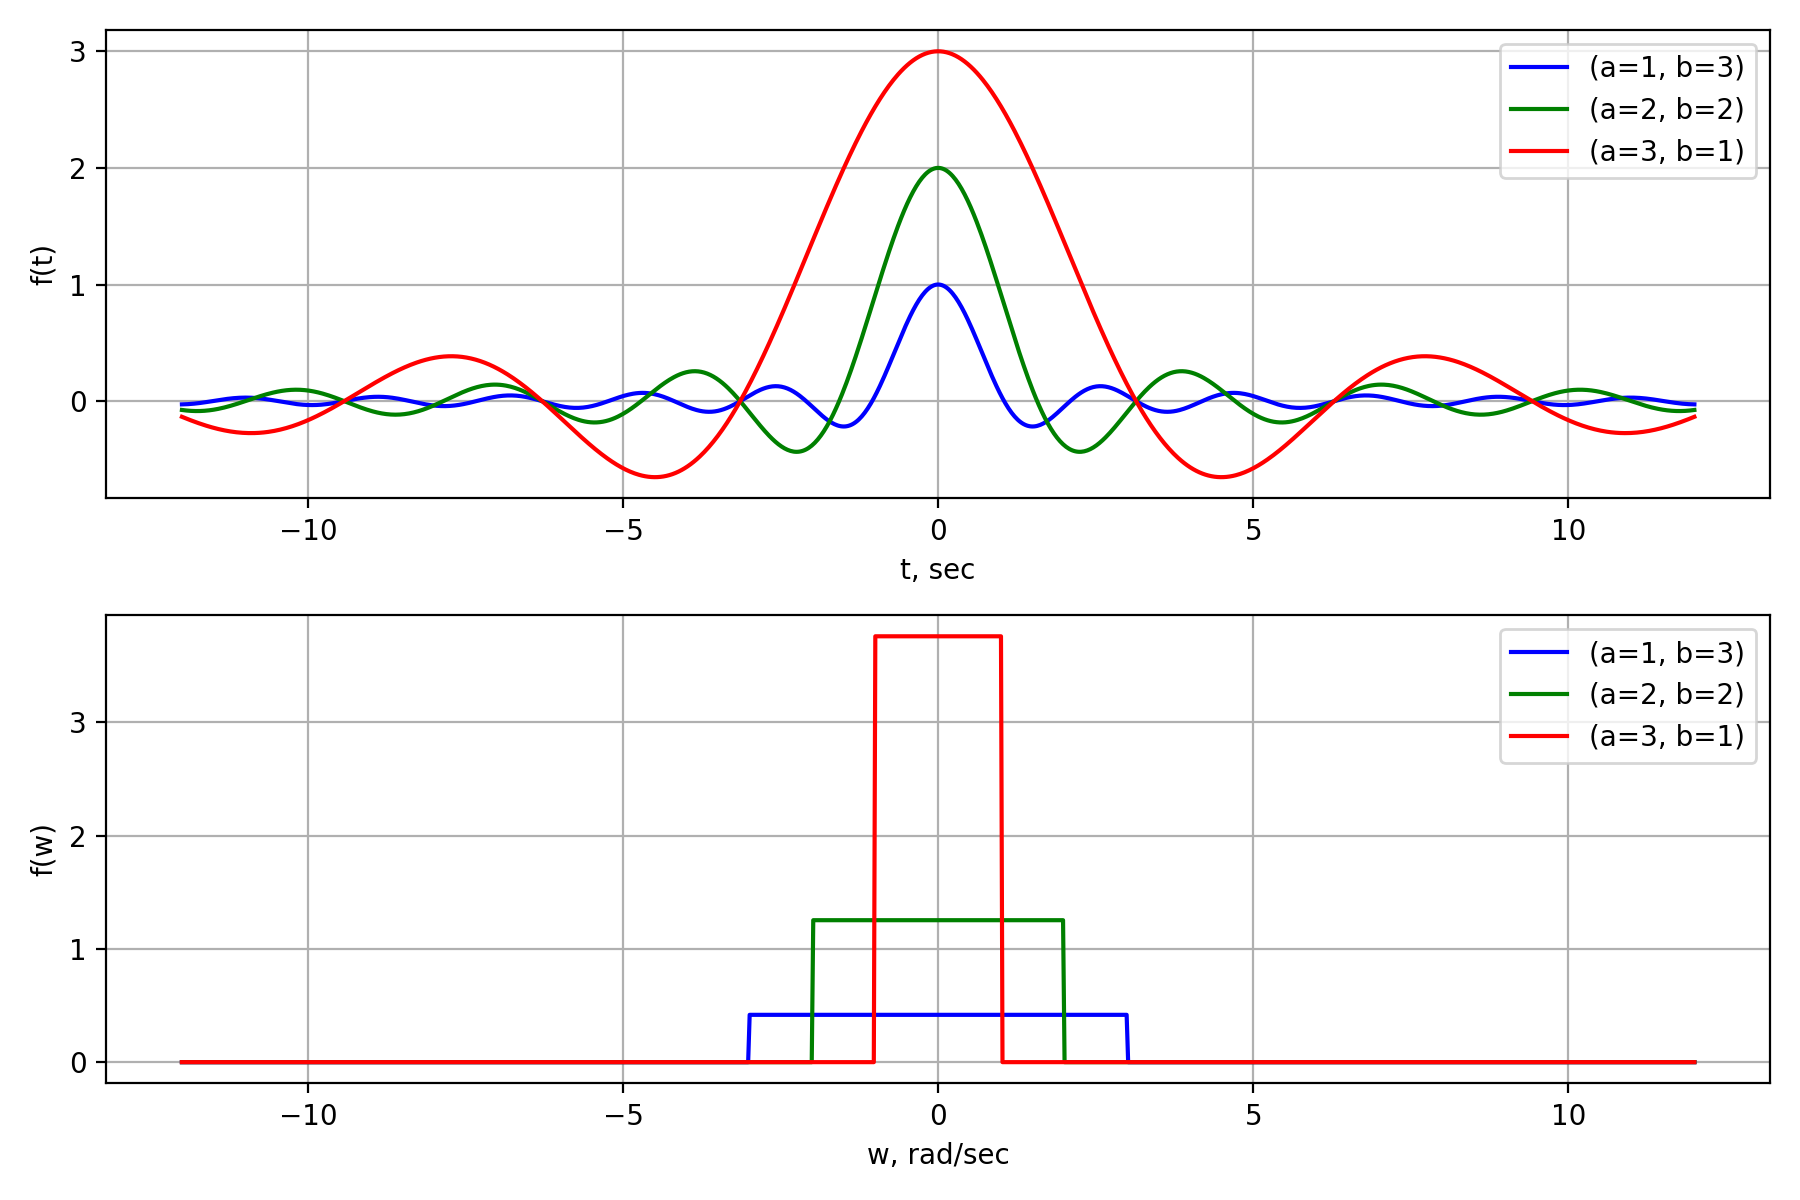 3
2
1
0
f(t)
(a=1, b=3)
(a=2, b=2)
(a=3, b=1)
−10 −5 0 5 10
t, sec
3
2
1
0
f(w)
(a=1, b=3)
(a=2, b=2)
(a=3, b=1)
−10 −5 0 5 10
w, rad/sec